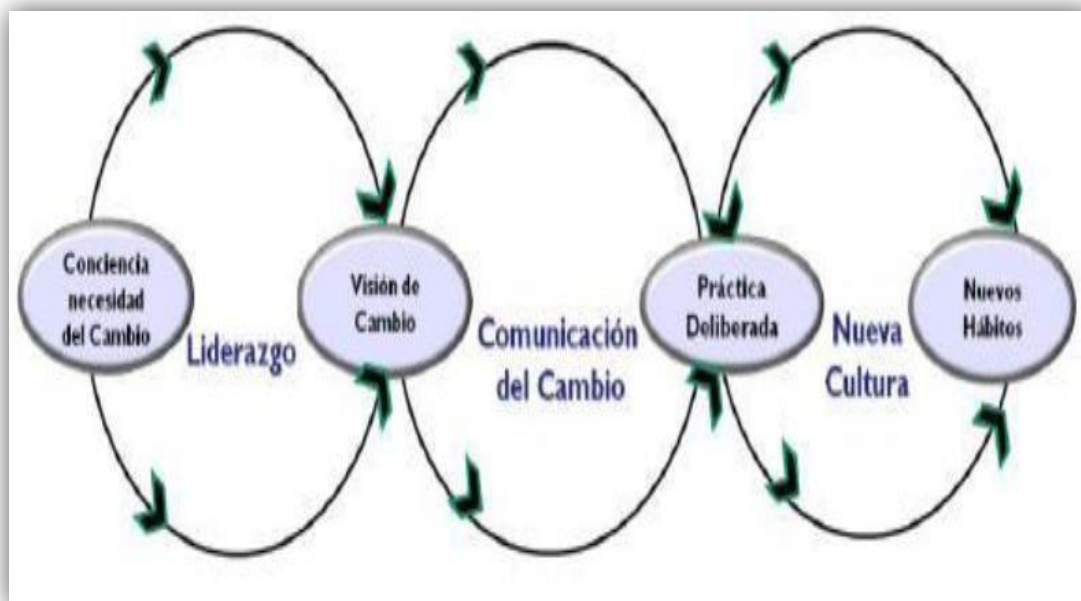 Conciencia
necesidad
del Cambio
Liderazgo
Visión de
Cambio
Comunicación
del Cambio
Práctica
Deliberada
Nueva
Cultura
Nuevos
Hábitos